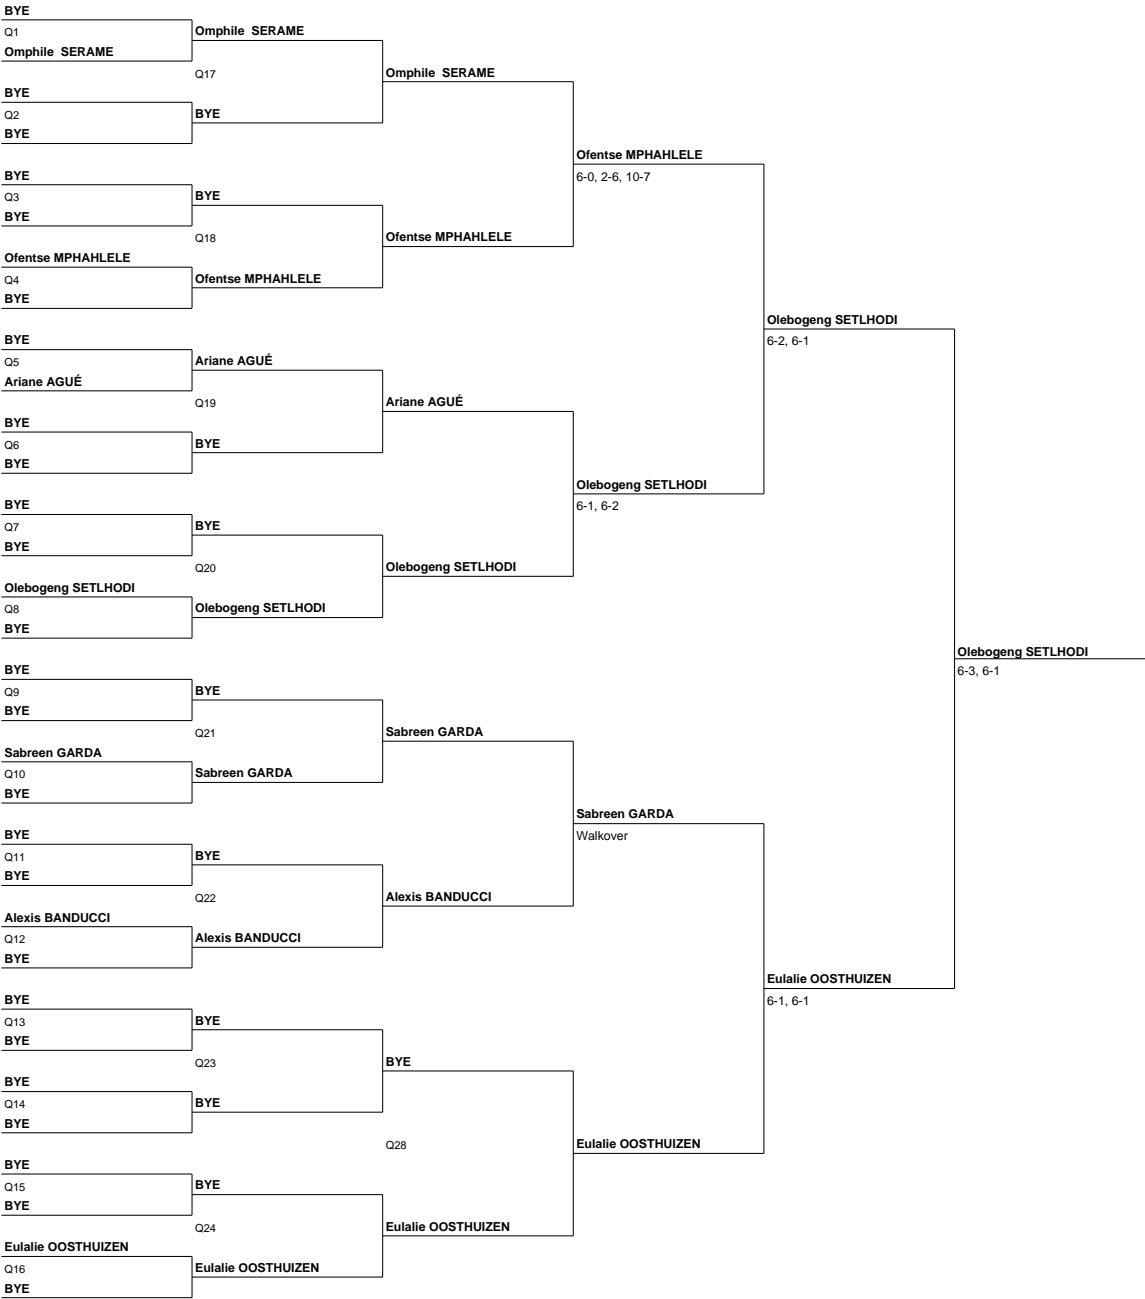 BYE
Q1
Omphile SERAME
Omphile SERAME
Q17
BYE
Q2
BYE
BYE
Omphile SERAME
BYE
Q3
BYE
BYE
Q18
Ofentse MPHAHLELE
Q4
BYE
Ofentse MPHAHLELE
Ofentse MPHAHLELE
Ofentse MPHAHLELE
6-0, 2-6, 10-7
BYE
Q5
Ariane AGUÉ
Ariane AGUÉ
Q19
BYE
Q6
BYE
BYE
Ariane AGUÉ
BYE
Q7
BYE
BYE
Q20
Olebogeng SETLHODI
Q8
BYE
Olebogeng SETLHODI
Olebogeng SETLHODI
Olebogeng SETLHODI
6-1, 6-2
Olebogeng SETLHODI
6-2, 6-1
BYE
Q9
BYE
BYE
Q21
Sabreen GARDA
Q10
BYE
Sabreen GARDA
Sabreen GARDA
BYE
Q11
BYE
BYE
Q22
Alexis BANDUCCI
Q12
BYE
Alexis BANDUCCI
Alexis BANDUCCI
Sabreen GARDA
Walkover
BYE
Q13
BYE
BYE
Q23
BYE
Q14
BYE
BYE
BYE
Q28
BYE
Q15
BYE
BYE
Q24
Eulalie OOSTHUIZEN
Q16
BYE
Eulalie OOSTHUIZEN
Eulalie OOSTHUIZEN
Eulalie OOSTHUIZEN
Eulalie OOSTHUIZEN
6-1, 6-1
Olebogeng SETLHODI
6-3, 6-1